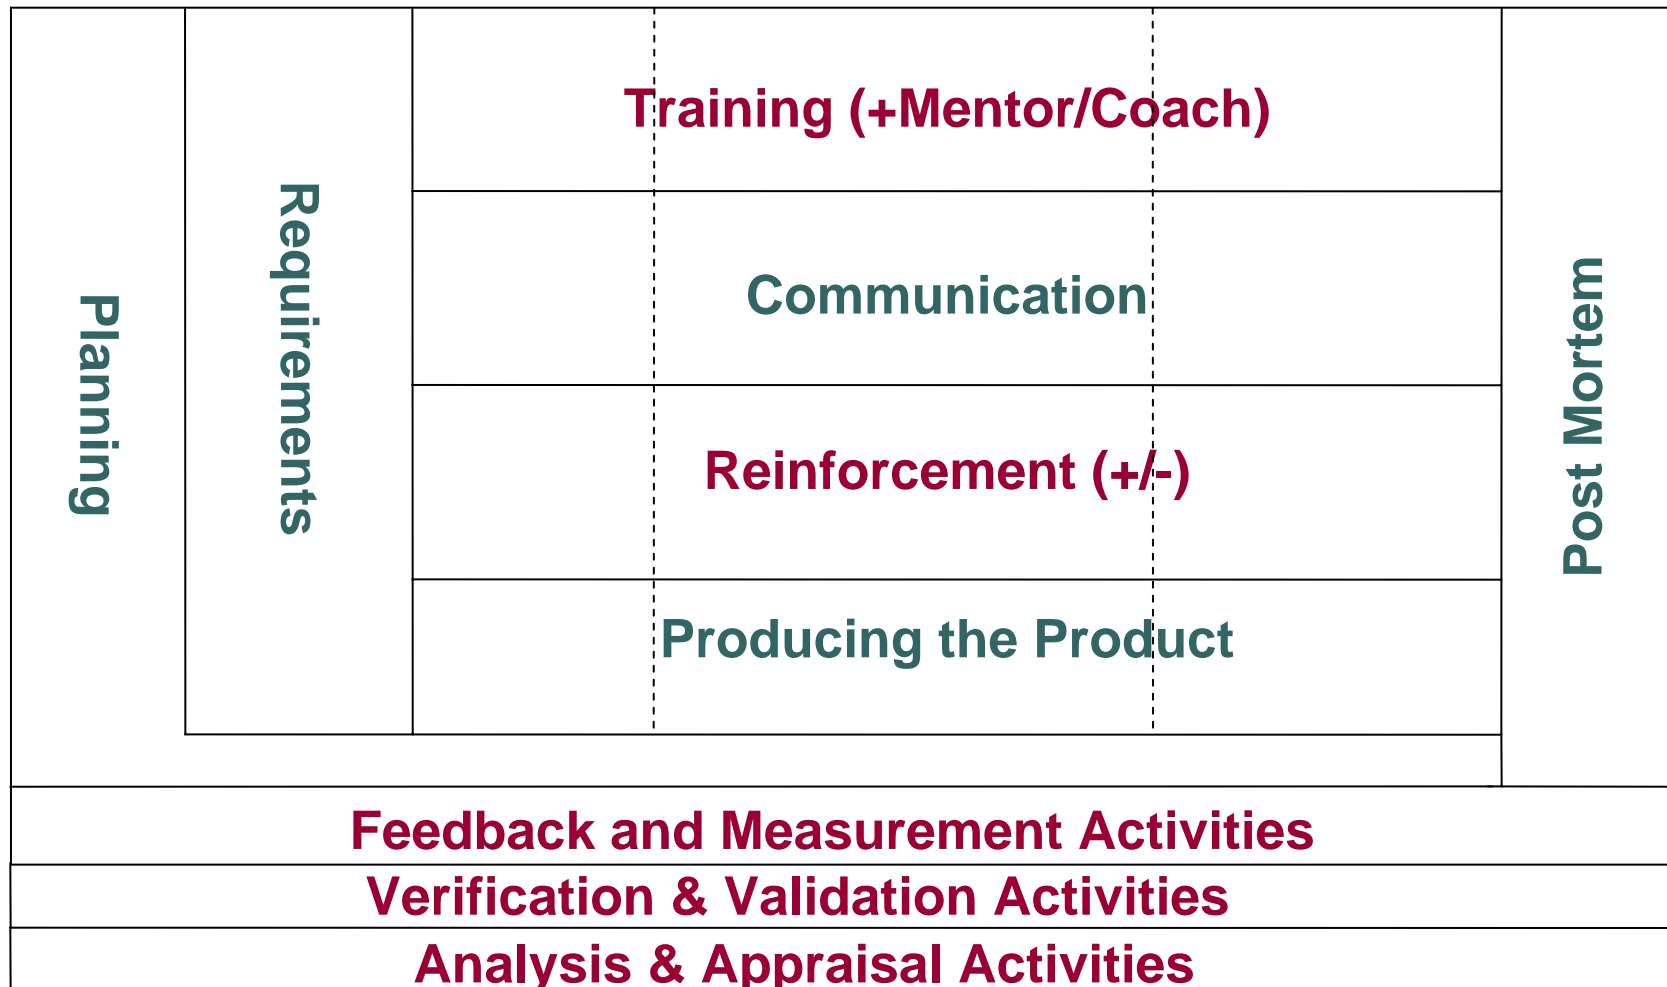 Planning
Requirements
Training (+Mentor/Coach)
Communication
Reinforcement (+/-)
Producing the Product
Post Mortem
Feedback and Measurement Activities
Verification & Validation Activities
Analysis & Appraisal Activities